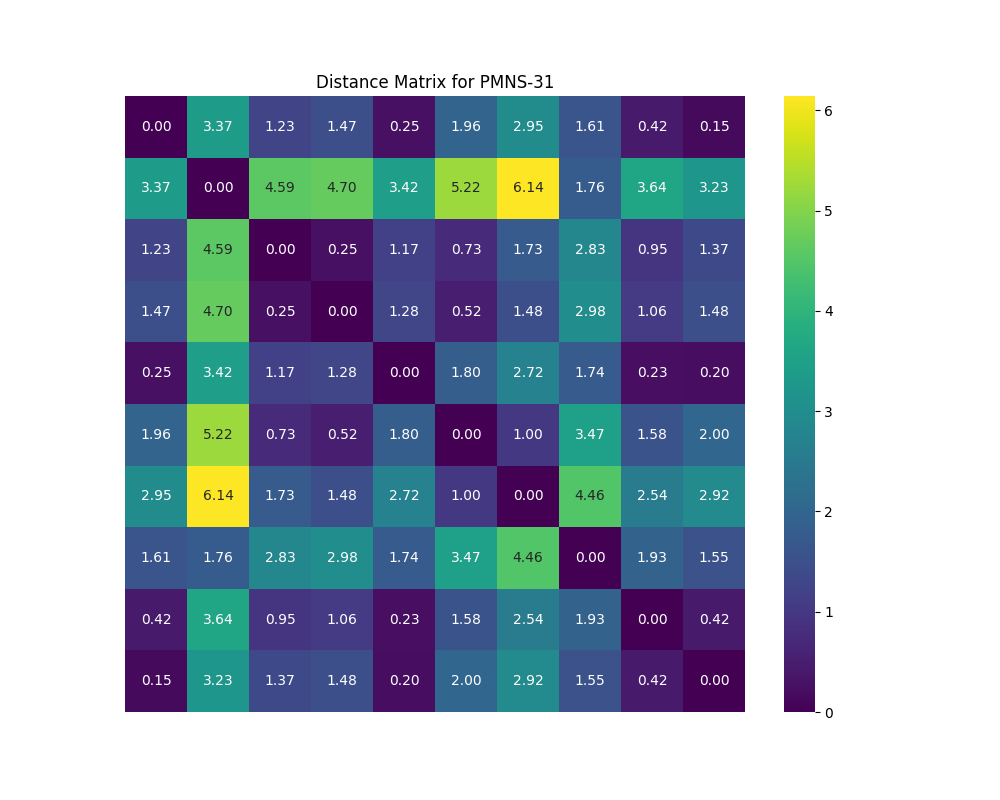 Distance Matrix for PMNS-31
0.00 3.37 1.23 1.47 0.25 1.96 2.95 1.61 0.42 0.15
3.37 0.00 4.59 4.70 3.42 5.22 6.14 1.76 3.64 3.23
1.23 4.59 0.00 0.25 1.17 0.73 1.73 2.83 0.95 1.37
1.47 4.70 0.25 0.00 1.28 0.52 1.48 2.98 1.06 1.48
0.25 3.42 1.17 1.28 0.00 1.80 2.72 1.74 0.23 0.20
1.96 5.22 0.73 0.52 1.80 0.00 1.00 3.47 1.58 2.00
2.95 6.14 1.73 1.48 2.72 1.00 0.00 4.46 2.54 2.92
1.61 1.76 2.83 2.98 1.74 3.47 4.46 0.00 1.93 1.55
0.42 3.64 0.95 1.06 0.23 1.58 2.54 1.93 0.00 0.42
0.15 3.23 1.37 1.48 0.20 2.00 2.92 1.55 0.42 0.00
6
5
4
3
2
1
0